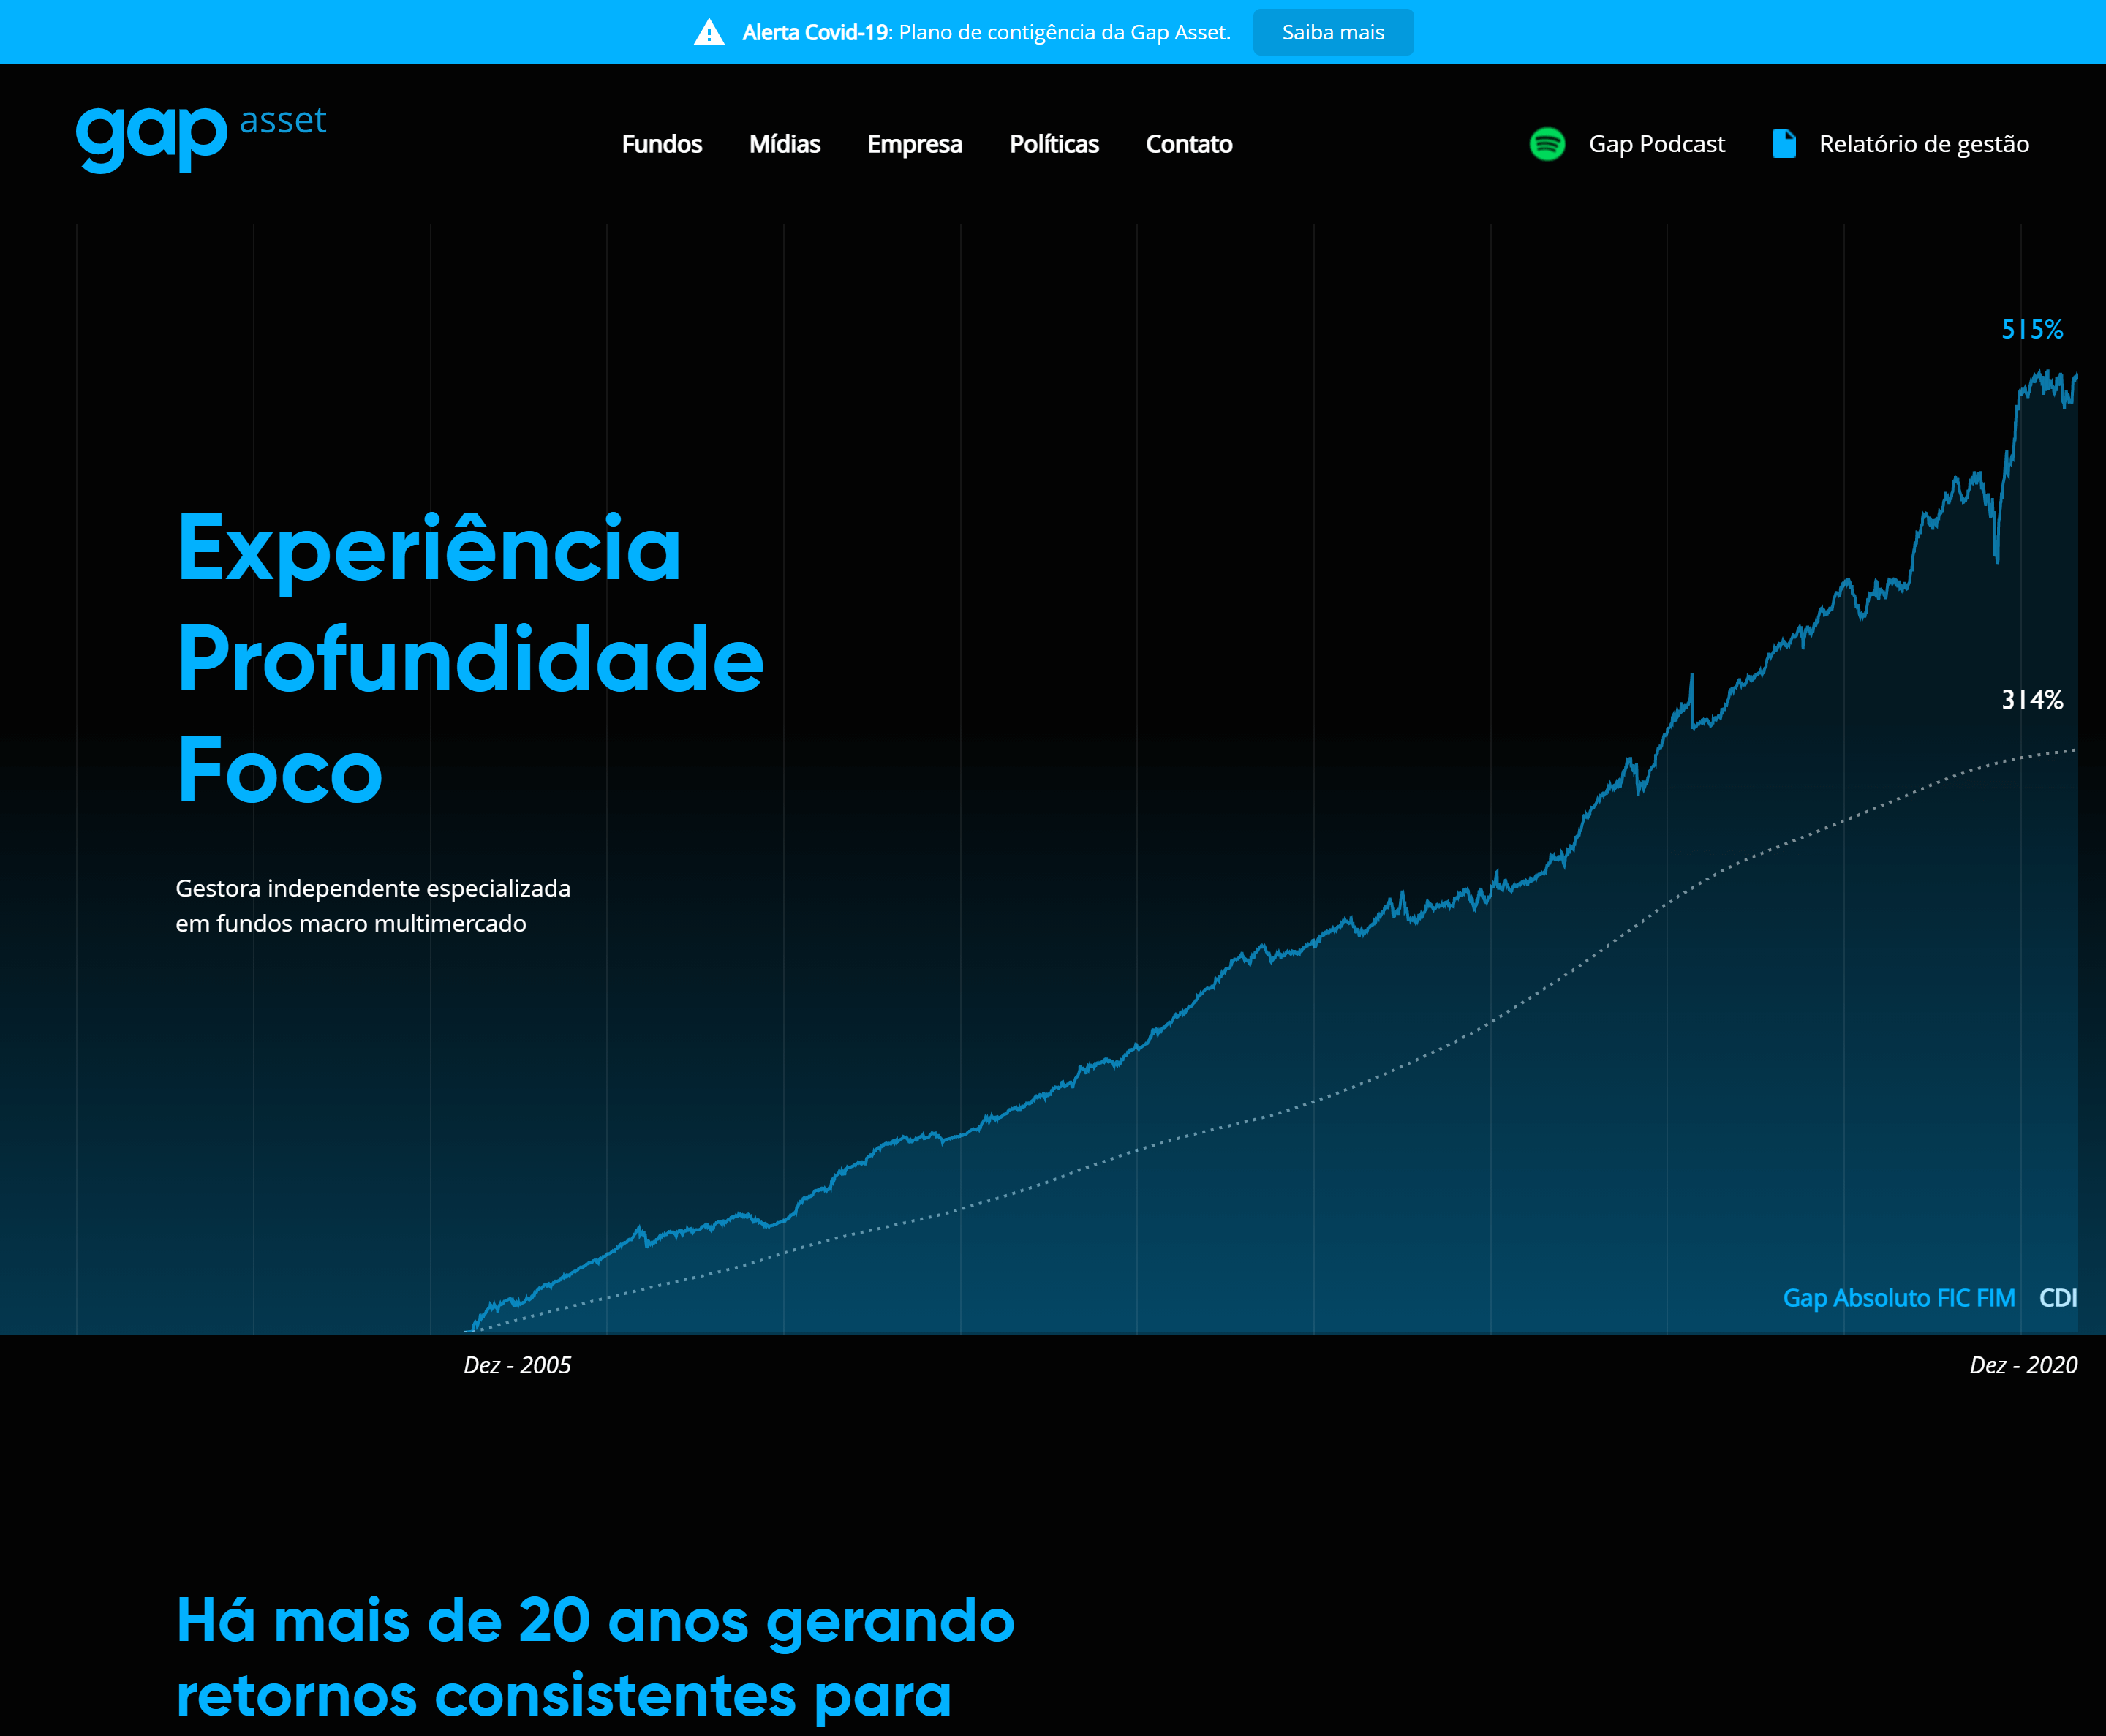 Alerta Covid-19: Plano de contigência da Gap Asset. Saiba mais
gap asset
Fundos Mídias Empresa Políticas Contato Gap Podcast Relatório de gestão
515%
Experiência
Profundidade
Foco
314%
Gestora independente especializada
em fundos macro multimercado
Gap Absoluto FIC FIM CDI
Dez - 2005 Dez - 2020
Há mais de 20 anos gerando
retornos consistentes para